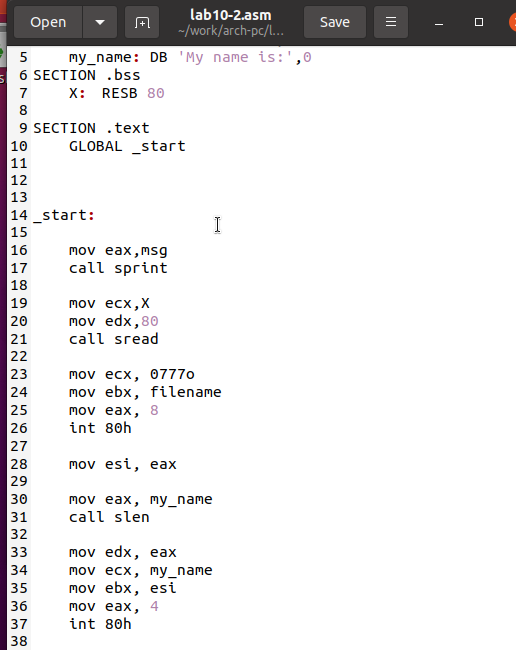 Open
lab10-2.asm
~/work/arch-pc/l...
Save
5 my_name: DB 'My name is:',0
6 SECTION .bss
7 X: RESB 80
8
9 SECTION .text
10 GLOBAL _start
11
12
13
14 _start:
15
16 mov eax,msg
17 call sprint
18
19 mov ecx,X
20 mov edx,80
21 call sread
22
23 mov ecx, 0777o
24 mov ebx, filename
25 mov eax, 8
26 int 80h
27
28 mov esi, eax
29
30 mov eax, my_name
31 call slen
32
33 mov edx, eax
34 mov ecx, my_name
35 mov ebx, esi
36 mov eax, 4
37 int 80h
38